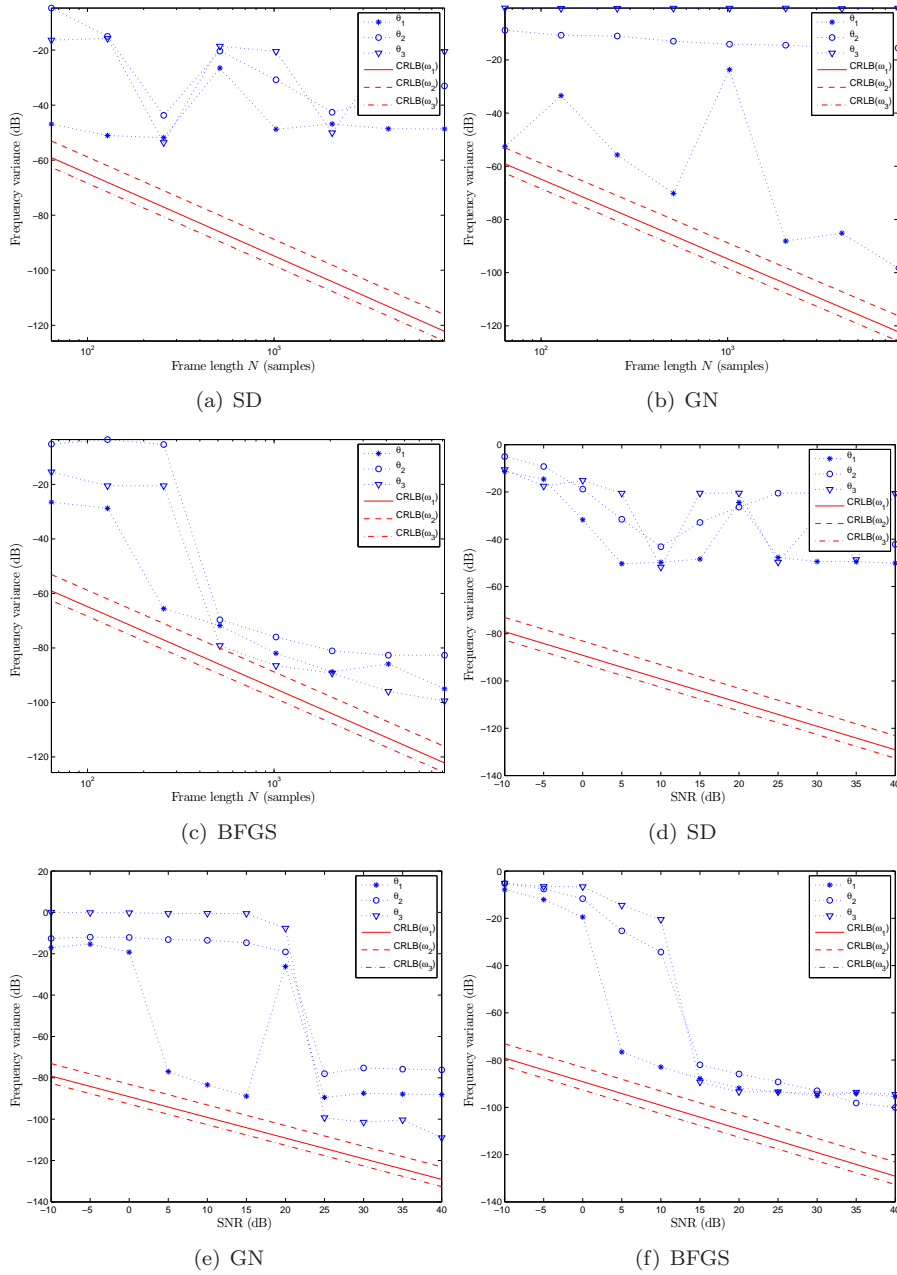 θ1
θ2
θ3
CRLB(ω1)
CRLB(ω2)
CRLB(ω3)
−20
−40
−60
−80
−100
−120
Frequency variance (dB)
10^2
10^3
Frame length N (samples)
(a) SD
θ1
θ2
θ3
CRLB(ω1)
CRLB(ω2)
CRLB(ω3)
−20
−40
−60
−80
−100
−120
Frequency variance (dB)
10^2
10^3
Frame length N (samples)
(b) GN
θ1
θ2
θ3
CRLB(ω1)
CRLB(ω2)
CRLB(ω3)
−20
−40
−60
−80
−100
−120
Frequency variance (dB)
10^2
10^3
Frame length N (samples)
(c) BFGS
θ1
θ2
θ3
CRLB(ω1)
CRLB(ω2)
CRLB(ω3)
0
−20
−40
−60
−80
−100
−120
−140
Frequency variance (dB)
−10 −5 0 5 10 15 20 25 30 35 40
SNR (dB)
(d) SD
θ1
θ2
θ3
CRLB(ω1)
CRLB(ω2)
CRLB(ω3)
20
0
−20
−40
−60
−80
−100
−120
−140
Frequency variance (dB)
−10 −5 0 5 10 15 20 25 30 35 40
SNR (dB)
(e) GN
θ1
θ2
θ3
CRLB(ω1)
CRLB(ω2)
CRLB(ω3)
0
−20
−40
−60
−80
−100
−120
−140
Frequency variance (dB)
−10 −5 0 5 10 15 20 25 30 35 40
SNR (dB)
(f) BFGS